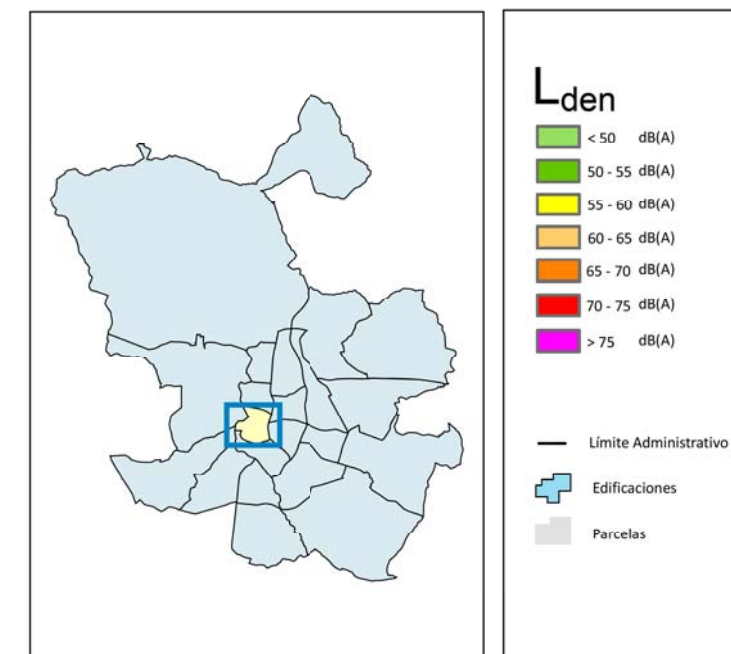 Lden
< 50 dB(A)
50 - 55 dB(A)
55 - 60 dB(A)
60 - 65 dB(A)
65 - 70 dB(A)
70 - 75 dB(A)
> 75 dB(A)
Límite Administrativo
Edificaciones
Parcelas